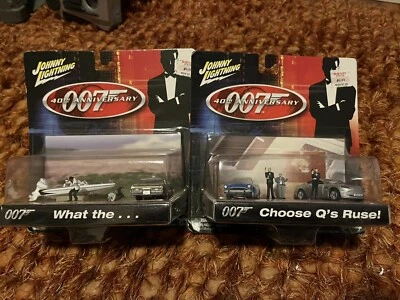 JOHNNY LIGHTNING
007
40TH ANNIVERSARY
007 What the . . .
JOHNNY LIGHTNING
007
40TH ANNIVERSARY
007 Choose Q's Ruse!